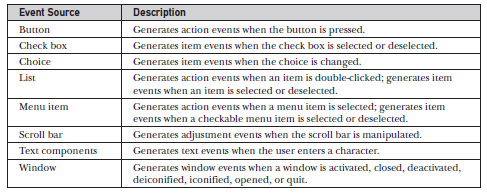 Event Source Description
Button Generates action events when the button is pressed.
Check box Generates item events when the check box is selected or deselected.
Choice Generates item events when the choice is changed.
List Generates action events when an item is double-clicked; generates item
events when an item is selected or deselected.
Menu item Generates action events when a menu item is selected; generates item
events when a checkable menu item is selected or deselected.
Scroll bar Generates adjustment events when the scroll bar is manipulated.
Text components Generates text events when the user enters a character.
Window Generates window events when a window is activated, closed, deactivated,
deiconified, iconified, opened, or quit.